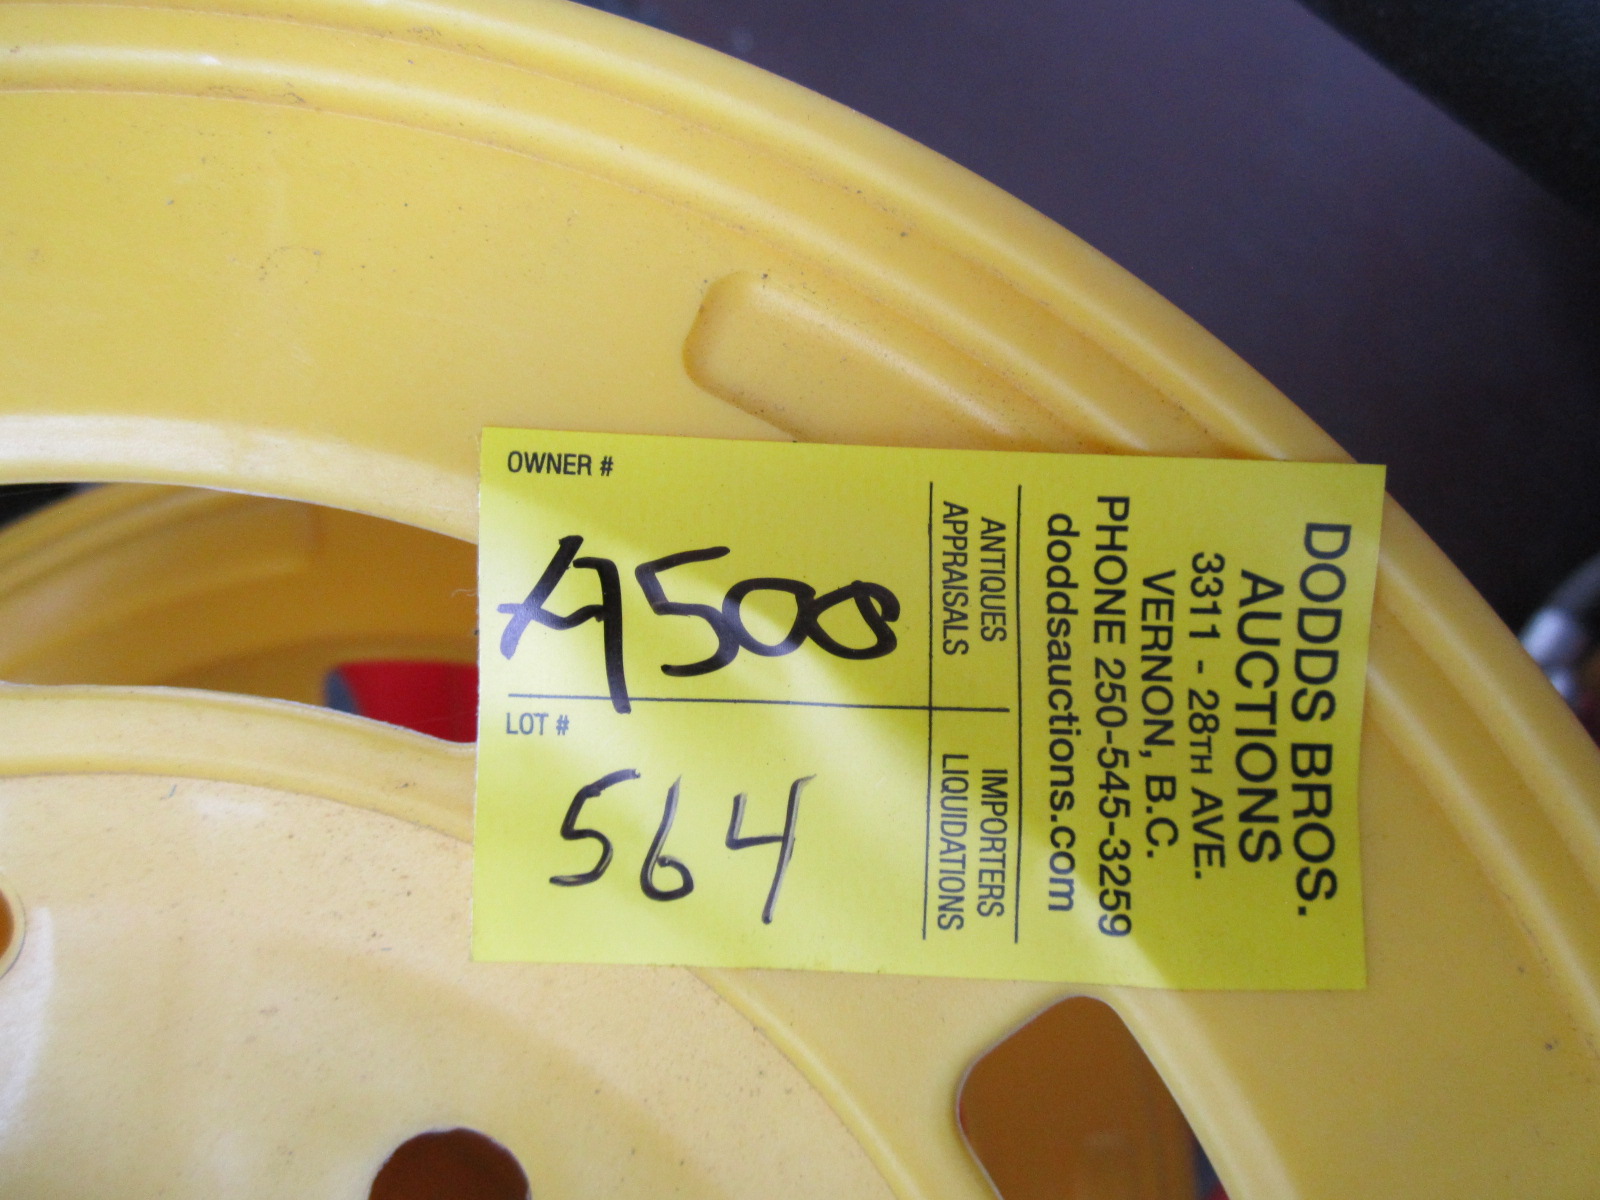 OWNER #
A9500
LOT #
564
DODDS BROS.
AUCTIONS
3311 - 28TH AVE.
VERNON, B.C.
PHONE 250-545-3259
doddsauctions.com
ANTIQUES
APPRAISALS
IMPORTERS
LIQUIDATIONS